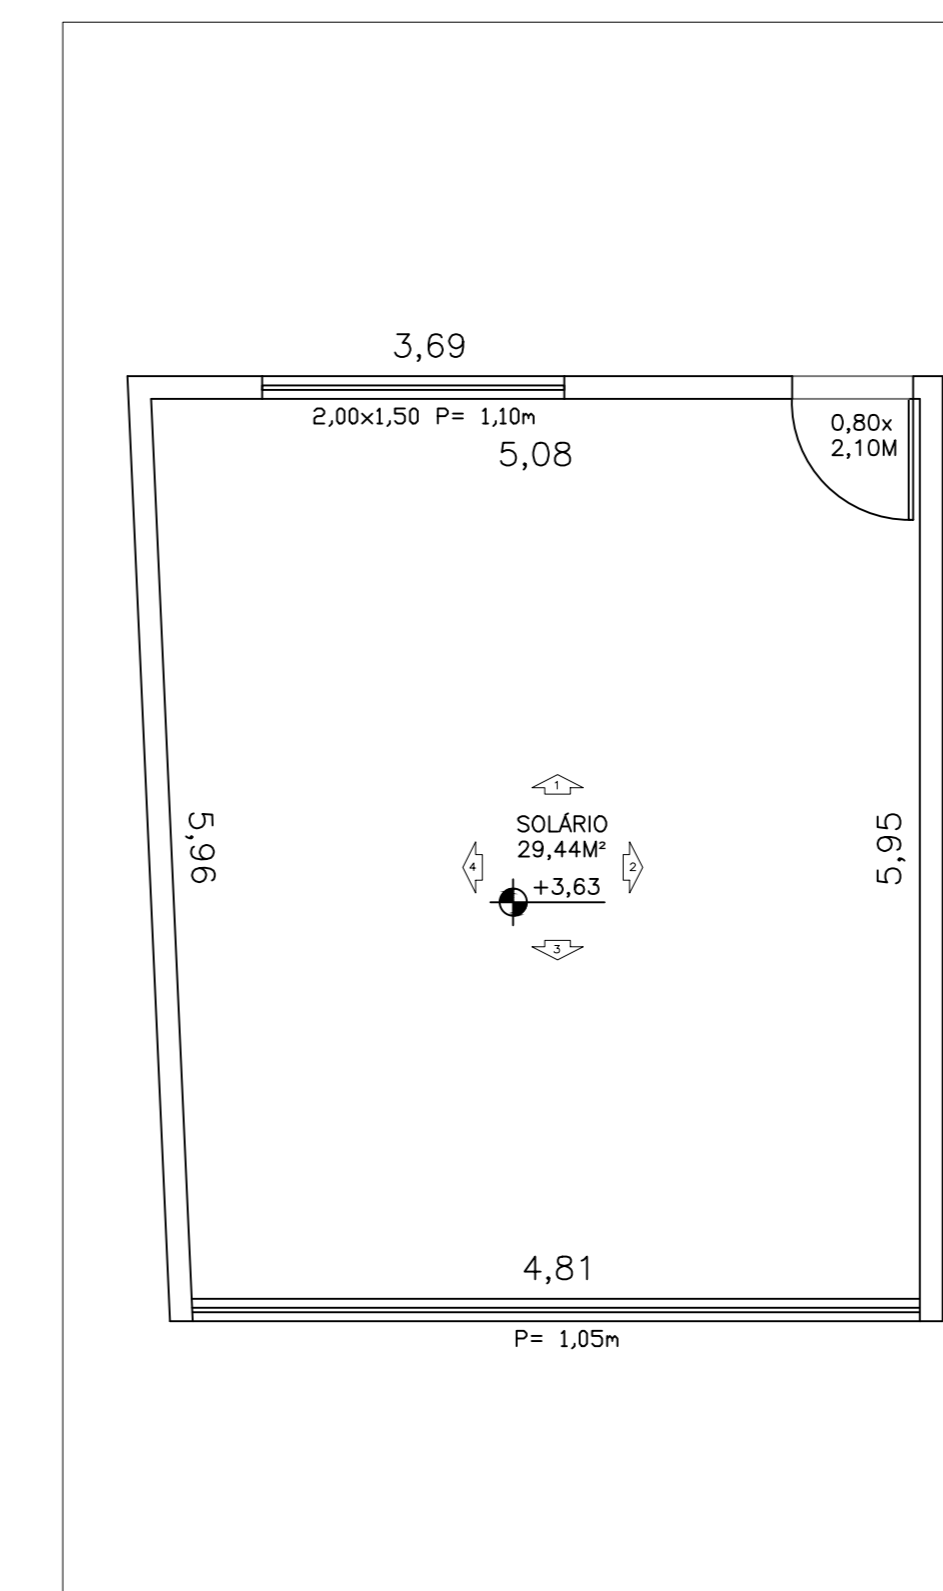 3,69
2,00x1,50 P= 1,10m
5,08
0,80x
2,10M
1
SOLÁRIO
29,44M²
4
2
+3,63
3
5,96
5,95
4,81
P= 1,05m